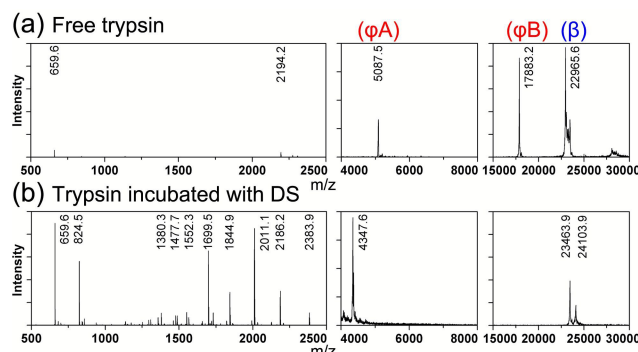 (a) Free trypsin (φA) (φB) (β)
Intensity
659.6 2194.2 5087.5 17883.2 22965.6
500 1000 1500 2000 2500 4000 6000 8000 15000 20000 25000 30000
m/z
(b) Trypsin incubated with DS
Intensity
659.6 824.5 1380.3 1477.7 1552.3 1699.5 1844.9 2011.1 2186.2 2383.9 4347.6 23463.9 24103.9
500 1000 1500 2000 2500 4000 6000 8000 15000 20000 25000 30000
m/z